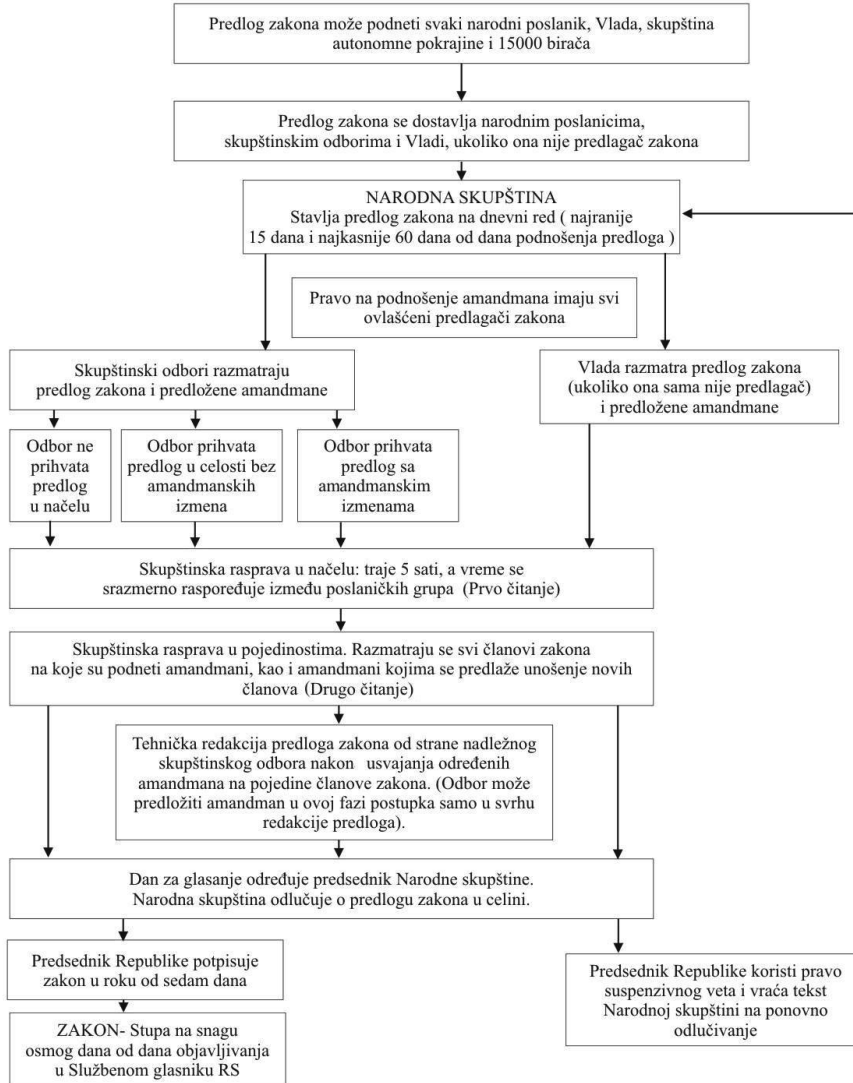 Predlog zakona može podneti svaki narodni poslanik, Vlada, skupština
autonomne pokrajine i 15000 birača
Predlog zakona se dostavlja narodnim poslanicima,
skupštinskim odborima i Vladi, ukoliko ona nije predlagač zakona
NARODNA SKUPŠTINA
Stavlja predlog zakona na dnevni red ( najranije
15 dana i najkasnije 60 dana od dana podnošenja predloga )
Pravo na podnošenje amandmana imaju svi
ovlašćeni predlagači zakona
Skupštinski odbori razmatraju
predlog zakona i predložene amandmane
Vlada razmatra predlog zakona
(ukoliko ona sama nije predlagač)
i predložene amandmane
Odbor ne
prihvata
predlog
u načelu
Odbor prihvata
predlog u celosti bez
amandmanskih
izmena
Odbor prihvata
predlog sa
amandmanskim
izmenama
Skupštinska rasprava u načelu: traje 5 sati, a vreme se
srazmerno raspoređuje između poslaničkih grupa (Prvo čitanje)
Skupštinska rasprava u pojedinostima. Razmatraju se svi članovi zakona
na koje su podneti amandmani, kao i amandmani kojima se predlaže unošenje novih
članova (Drugo čitanje)
Tehnička redakcija predloga zakona od strane nadležnog
skupštinskog odbora nakon usvajanja određenih
amandmana na pojedine članove zakona. (Odbor može
predložiti amandman u ovoj fazi postupka samo u svrhu
redakcije predloga).
Dan za glasanje određuje predsednik Narodne skupštine.
Narodna skupština odlučuje o predlogu zakona u celini.
Predsednik Republike potpisuje
zakon u roku od sedam dana
Predsednik Republike koristi pravo
suspenzivnog veta i vraća tekst
Narodnoj skupštini na ponovno
odlučivanje
ZAKON- Stupa na snagu
osmog dana od dana objavljivanja
u Službenom glasniku RS